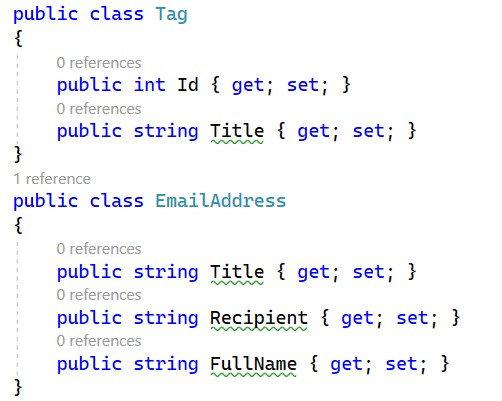 public class Tag
{
0 references
public int Id { get; set; }
0 references
public string Title { get; set; }
}
1 reference
public class EmailAddress
{
0 references
public string Title { get; set; }
0 references
public string Recipient { get; set; }
0 references
public string FullName { get; set; }
}